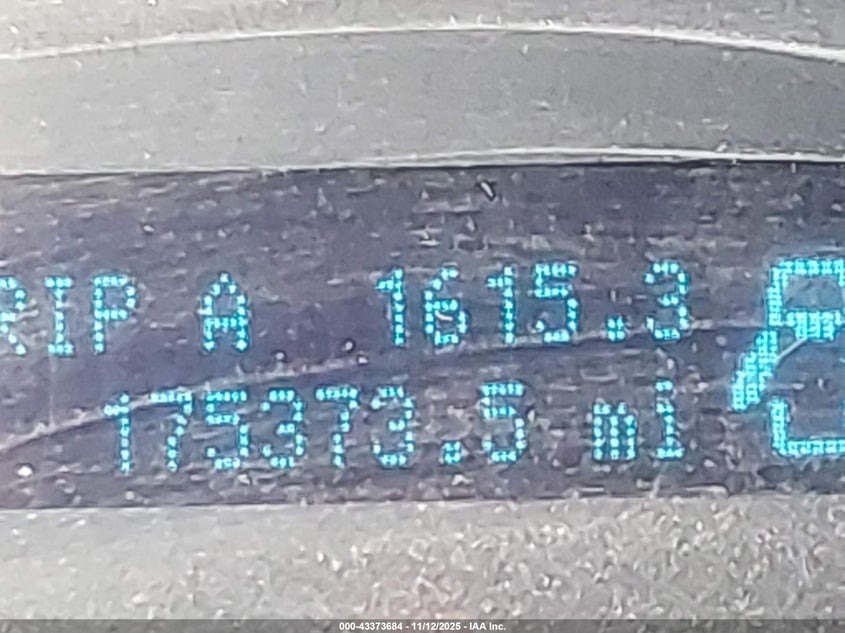 RIP A 1615.3
175373.5 mi
000-43373684 - 11/12/2025 - IAA Inc.